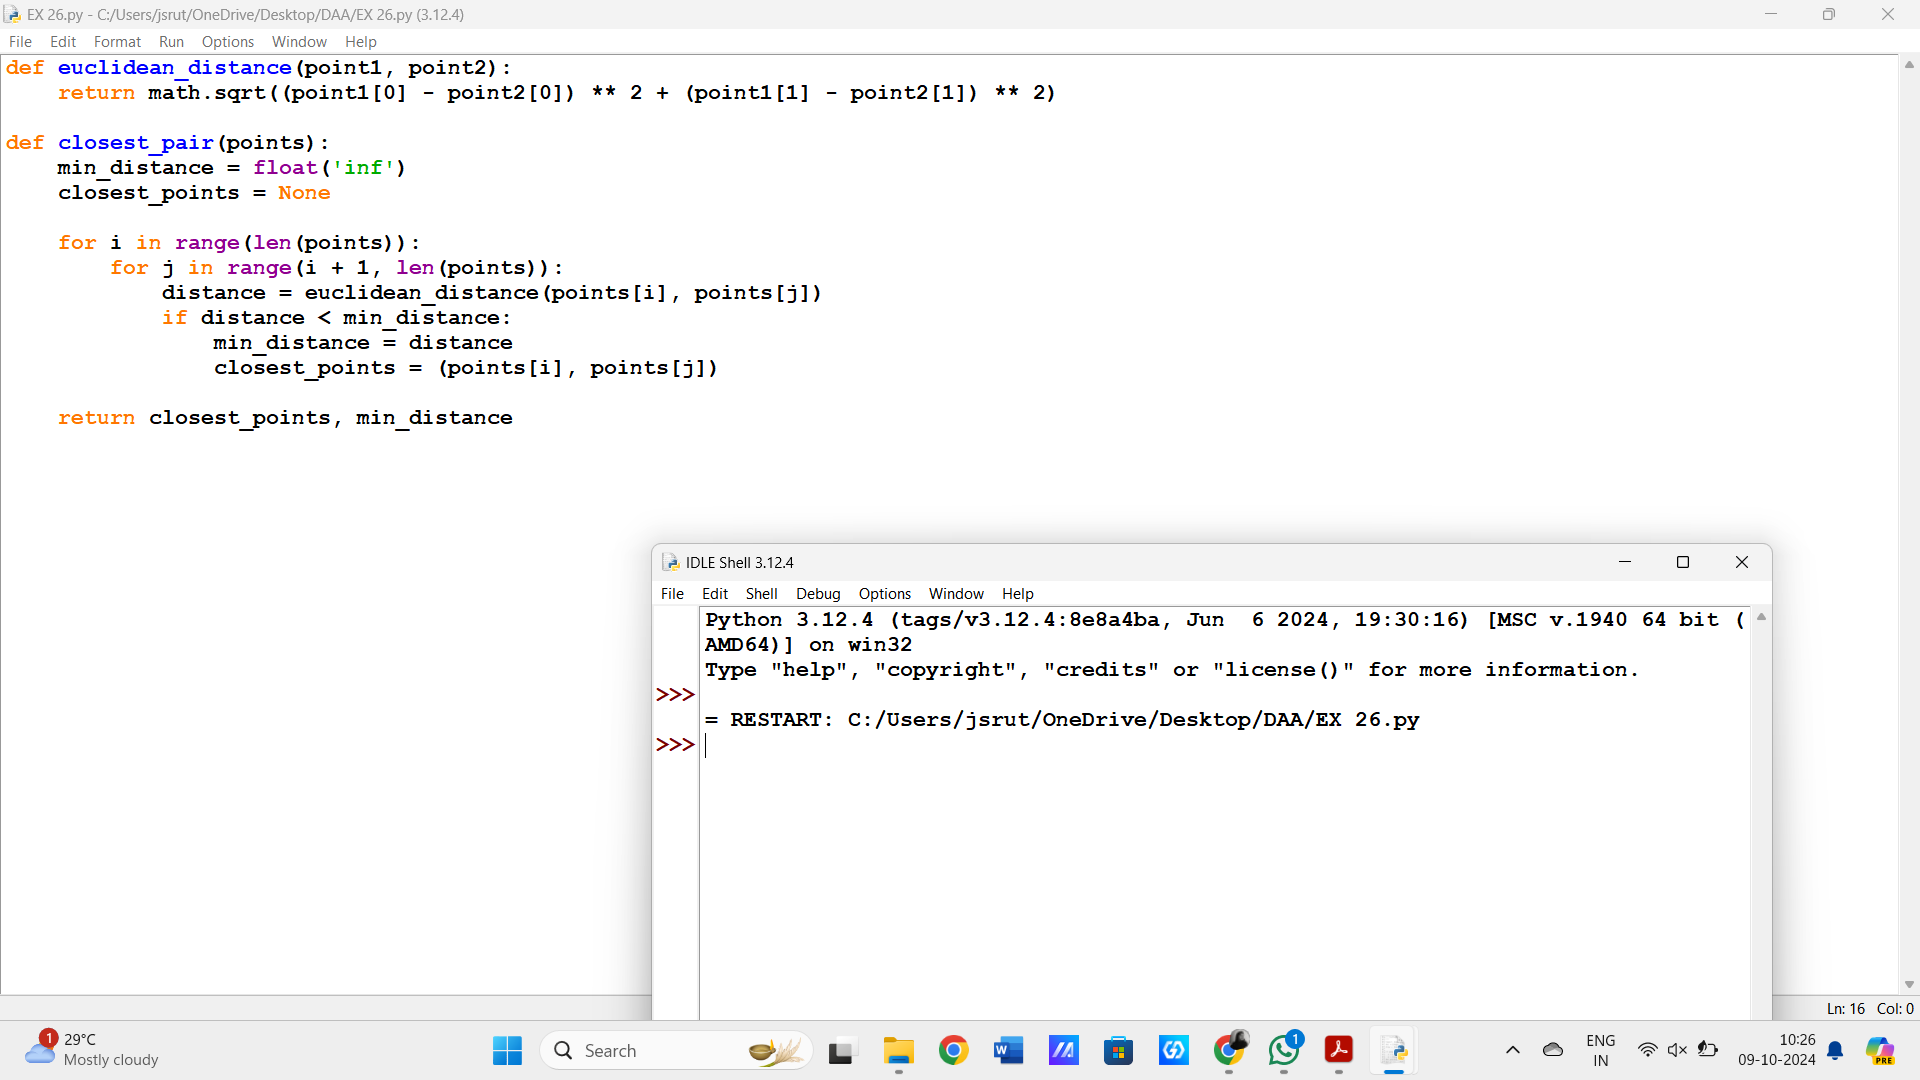 EX 26.py - C:/Users/jsrut/OneDrive/Desktop/DAA/EX 26.py (3.12.4)
File Edit Format Run Options Window Help
def euclidean_distance(point1, point2):
    return math.sqrt((point1[0] - point2[0]) ** 2 + (point1[1] - point2[1]) ** 2)
def closest_pair(points):
    min_distance = float('inf')
    closest_points = None
    for i in range(len(points)):
        for j in range(i + 1, len(points)):
            distance = euclidean_distance(points[i], points[j])
            if distance < min_distance:
                min_distance = distance
                closest_points = (points[i], points[j])
    return closest_points, min_distance
IDLE Shell 3.12.4
File Edit Shell Debug Options Window Help
Python 3.12.4 (tags/v3.12.4:8e8a4ba, Jun  6 2024, 19:30:16) [MSC v.1940 64 bit (
AMD64)] on win32
Type "help", "copyright", "credits" or "license()" for more information.
>>>
= RESTART: C:/Users/jsrut/OneDrive/Desktop/DAA/EX 26.py
>>>
Ln: 16 Col: 0
1
29°C
Mostly cloudy
Search
W
1
ENG
IN
10:26
09-10-2024
PRE